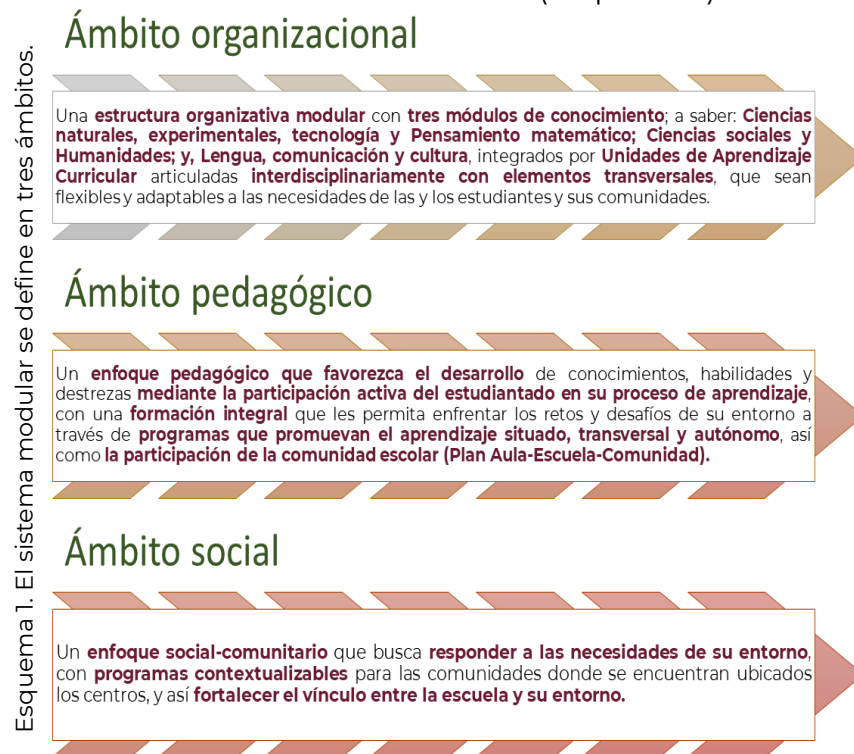 Esquema 1. El sistema modular se define en tres ámbitos.
Ámbito organizacional
Una estructura organizativa modular con tres módulos de conocimiento; a saber: Ciencias
naturales, experimentales, tecnología y Pensamiento matemático; Ciencias sociales y
Humanidades; y, Lengua, comunicación y cultura, integrados por Unidades de Aprendizaje
Curricular articuladas interdisciplinariamente con elementos transversales, que sean
flexibles y adaptables a las necesidades de las y los estudiantes y sus comunidades.
Ámbito pedagógico
Un enfoque pedagógico que favorezca el desarrollo de conocimientos, habilidades y
destrezas mediante la participación activa del estudiantado en su proceso de aprendizaje,
con una formación integral que les permita enfrentar los retos y desafíos de su entorno a
través de programas que promuevan el aprendizaje situado, transversal y autónomo, así
como la participación de la comunidad escolar (Plan Aula-Escuela-Comunidad).
Ámbito social
Un enfoque social-comunitario que busca responder a las necesidades de su entorno,
con programas contextualizables para las comunidades donde se encuentran ubicados
los centros, y así fortalecer el vínculo entre la escuela y su entorno.